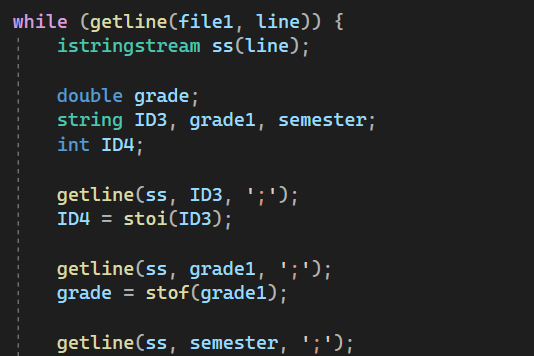 while (getline(file1, line)) {
istringstream ss(line);
double grade;
string ID3, grade1, semester;
int ID4;
getline(ss, ID3, ';');
ID4 = stoi(ID3);
getline(ss, grade1, ';');
grade = stof(grade1);
getline(ss, semester, ';');